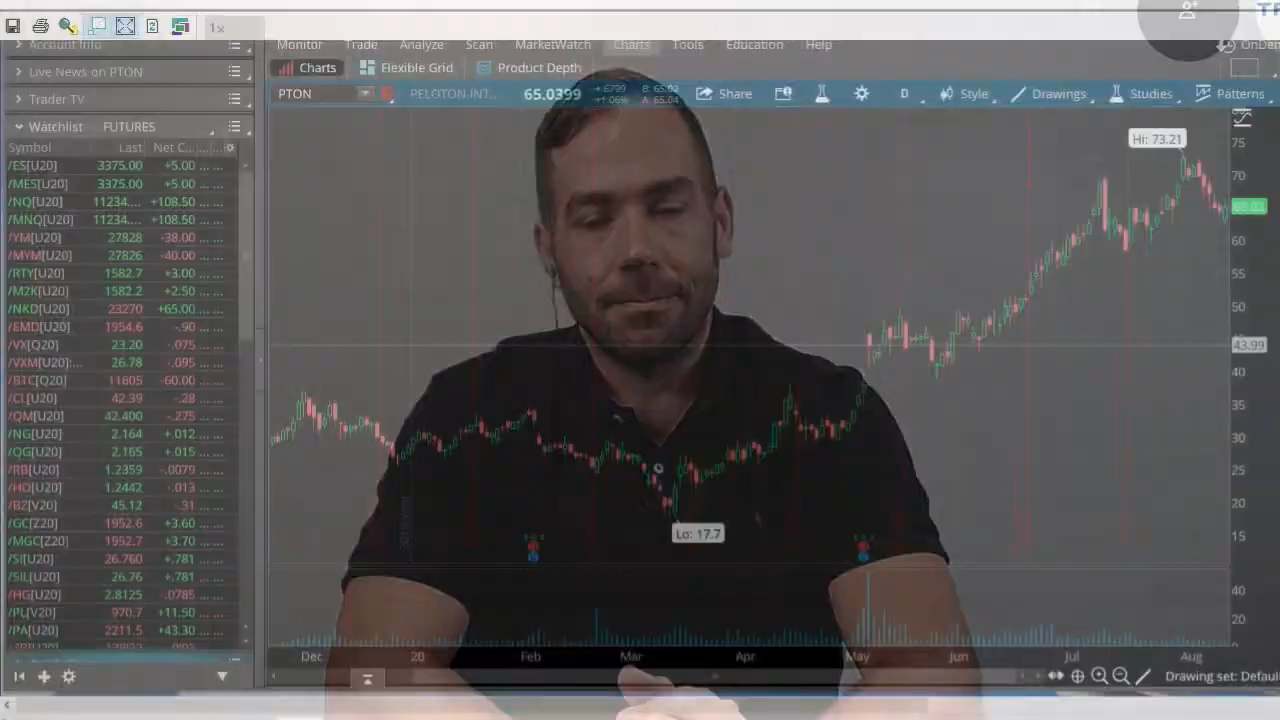 1x
Account Info
Monitor Trade Analyze Scan MarketWatch Charts Tools Education Help
Live News on PTON
Charts Flexible Grid Product Depth
Trader TV
PTON PELOTON INT... 65.0399 +.6799 +1.06% B: 65.03 A: 65.04 Share D Style Drawings Studies Patterns
Watchlist FUTURES
Symbol Last Net C... ... ...
/ES[U20] 3375.00 +5.00 ... ...
/MES[U20] 3375.00 +5.00 ... ...
/NQ[U20] 11234.... +108.50 ... ...
/MNQ[U20] 11234.... +108.50 ... ...
/YM[U20] 27828 -38.00 ... ...
/MYM[U20] 27826 -40.00 ... ...
/RTY[U20] 1582.7 +3.00 ... ...
/M2K[U20] 1582.2 +2.50 ... ...
/NKD[U20] 23270 +65.00 ... ...
/EMD[U20] 1954.6 -.90 ... ...
/VX[Q20] 23.20 -.075 ... ...
/VXM[U20]:... 26.78 -.095 ... ...
/BTC[Q20] 11605 -60.00 ... ...
/CL[U20] 42.39 -.28 ... ...
/QM[U20] 42.400 -.275 ... ...
/NG[U20] 2.164 +.012 ... ...
/QG[U20] 2.165 +.015 ... ...
/RB[U20] 1.2359 -.0079 ... ...
/HO[U20] 1.2442 -.013 ... ...
/BZ[V20] 45.12 -.31 ... ...
/GC[Z20] 1952.6 +3.60 ... ...
/MGC[Z20] 1952.7 +3.70 ... ...
/SI[U20] 26.760 +.781 ... ...
/SIL[U20] 26.76 +.781 ... ...
/HG[U20] 2.8125 -.0785 ... ...
/PL[V20] 970.7 +11.50 ... ...
/PA[U20] 2211.5 +43.30 ... ...
Hi: 73.21
Lo: 17.7
75
70
60
55
50
43.99
40
35
30
25
20
15
40
20
Dec 20 Feb Mar Apr May Jun Jul Aug
Drawing set: Defaul